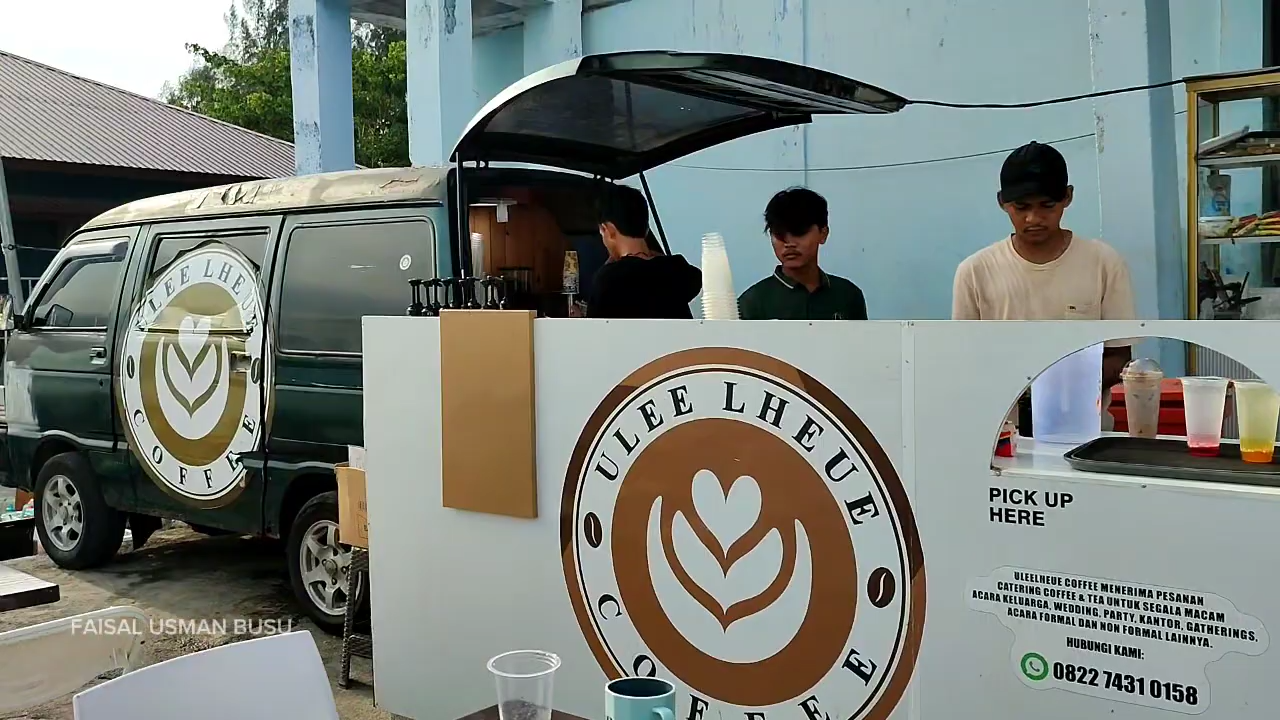 ULEE LHEUE
COFFEE
ULEE LHEUE
COFFEE
PICK UP
HERE
ULEELHEUE COFFEE MENERIMA PESANAN
CATERING COFFEE & TEA UNTUK SEGALA MACAM
ACARA KELUARGA, WEDDING, PARTY, KANTOR, GATHERINGS,
ACARA FORMAL DAN NON FORMAL LAINNYA.
HUBUNGI KAMI:
0822 7431 0158
FAISAL USMAN BUSU